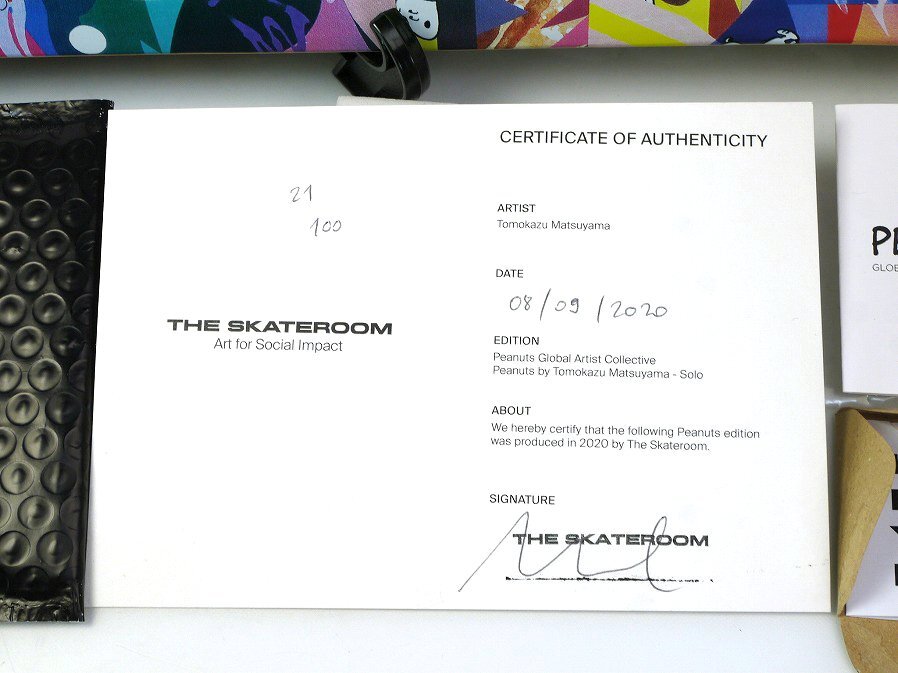 21
100
THE SKATEROOM
Art for Social Impact
CERTIFICATE OF AUTHENTICITY
ARTIST
Tomokazu Matsuyama
DATE
08/09/2020
EDITION
Peanuts Global Artist Collective
Peanuts by Tomokazu Matsuyama - Solo
ABOUT
We hereby certify that the following Peanuts edition
was produced in 2020 by The Skateroom.
SIGNATURE
THE SKATEROOM